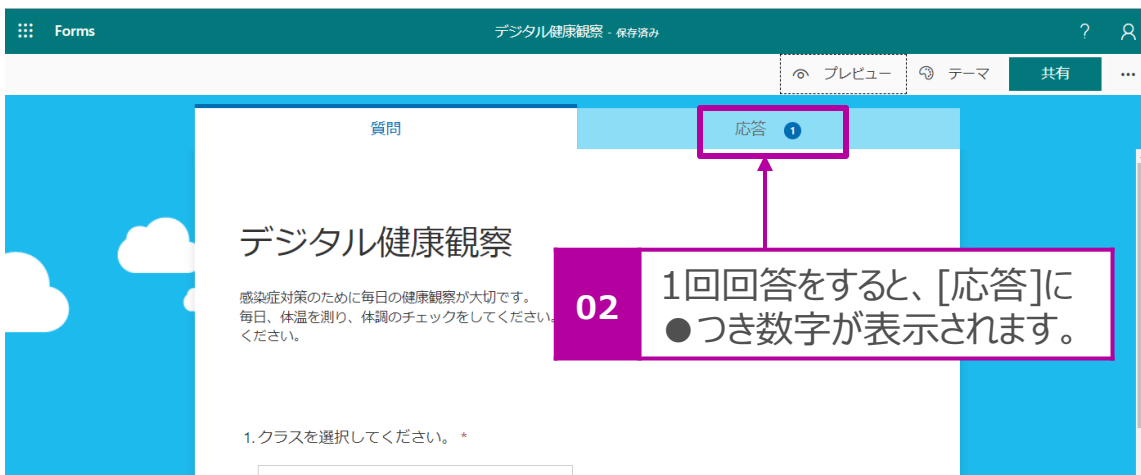 Forms
デジタル健康観察 - 保存済み
?
プレビュー
テーマ
共有
...
質問
応答 1
デジタル健康観察
感染症対策のために毎日の健康観察が大切です。
毎日、体温を測り、体調のチェックをしてください。
ください。
02
1回回答をすると、[応答]に
●つき数字が表示されます。
1.クラスを選択してください。 *